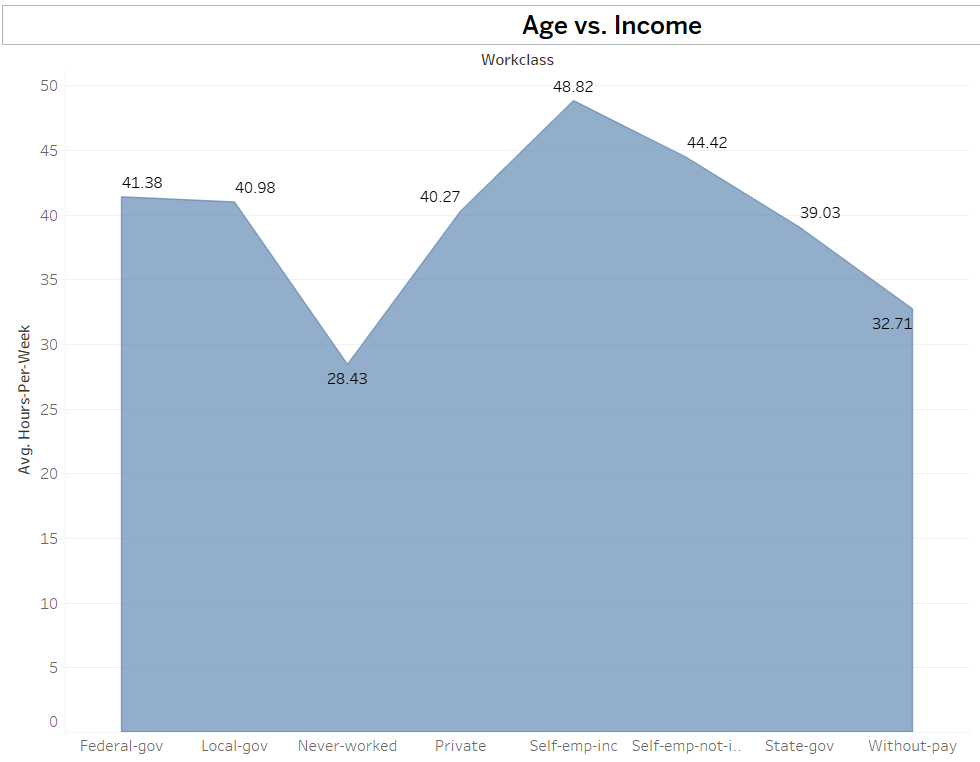 Age vs. Income
Workclass
50
45
40
35
30
25
20
15
10
5
0
Avg. Hours-Per-Week
41.38
40.98
28.43
40.27
48.82
44.42
39.03
32.71
Federal-gov
Local-gov
Never-worked
Private
Self-emp-inc
Self-emp-not-i..
State-gov
Without-pay